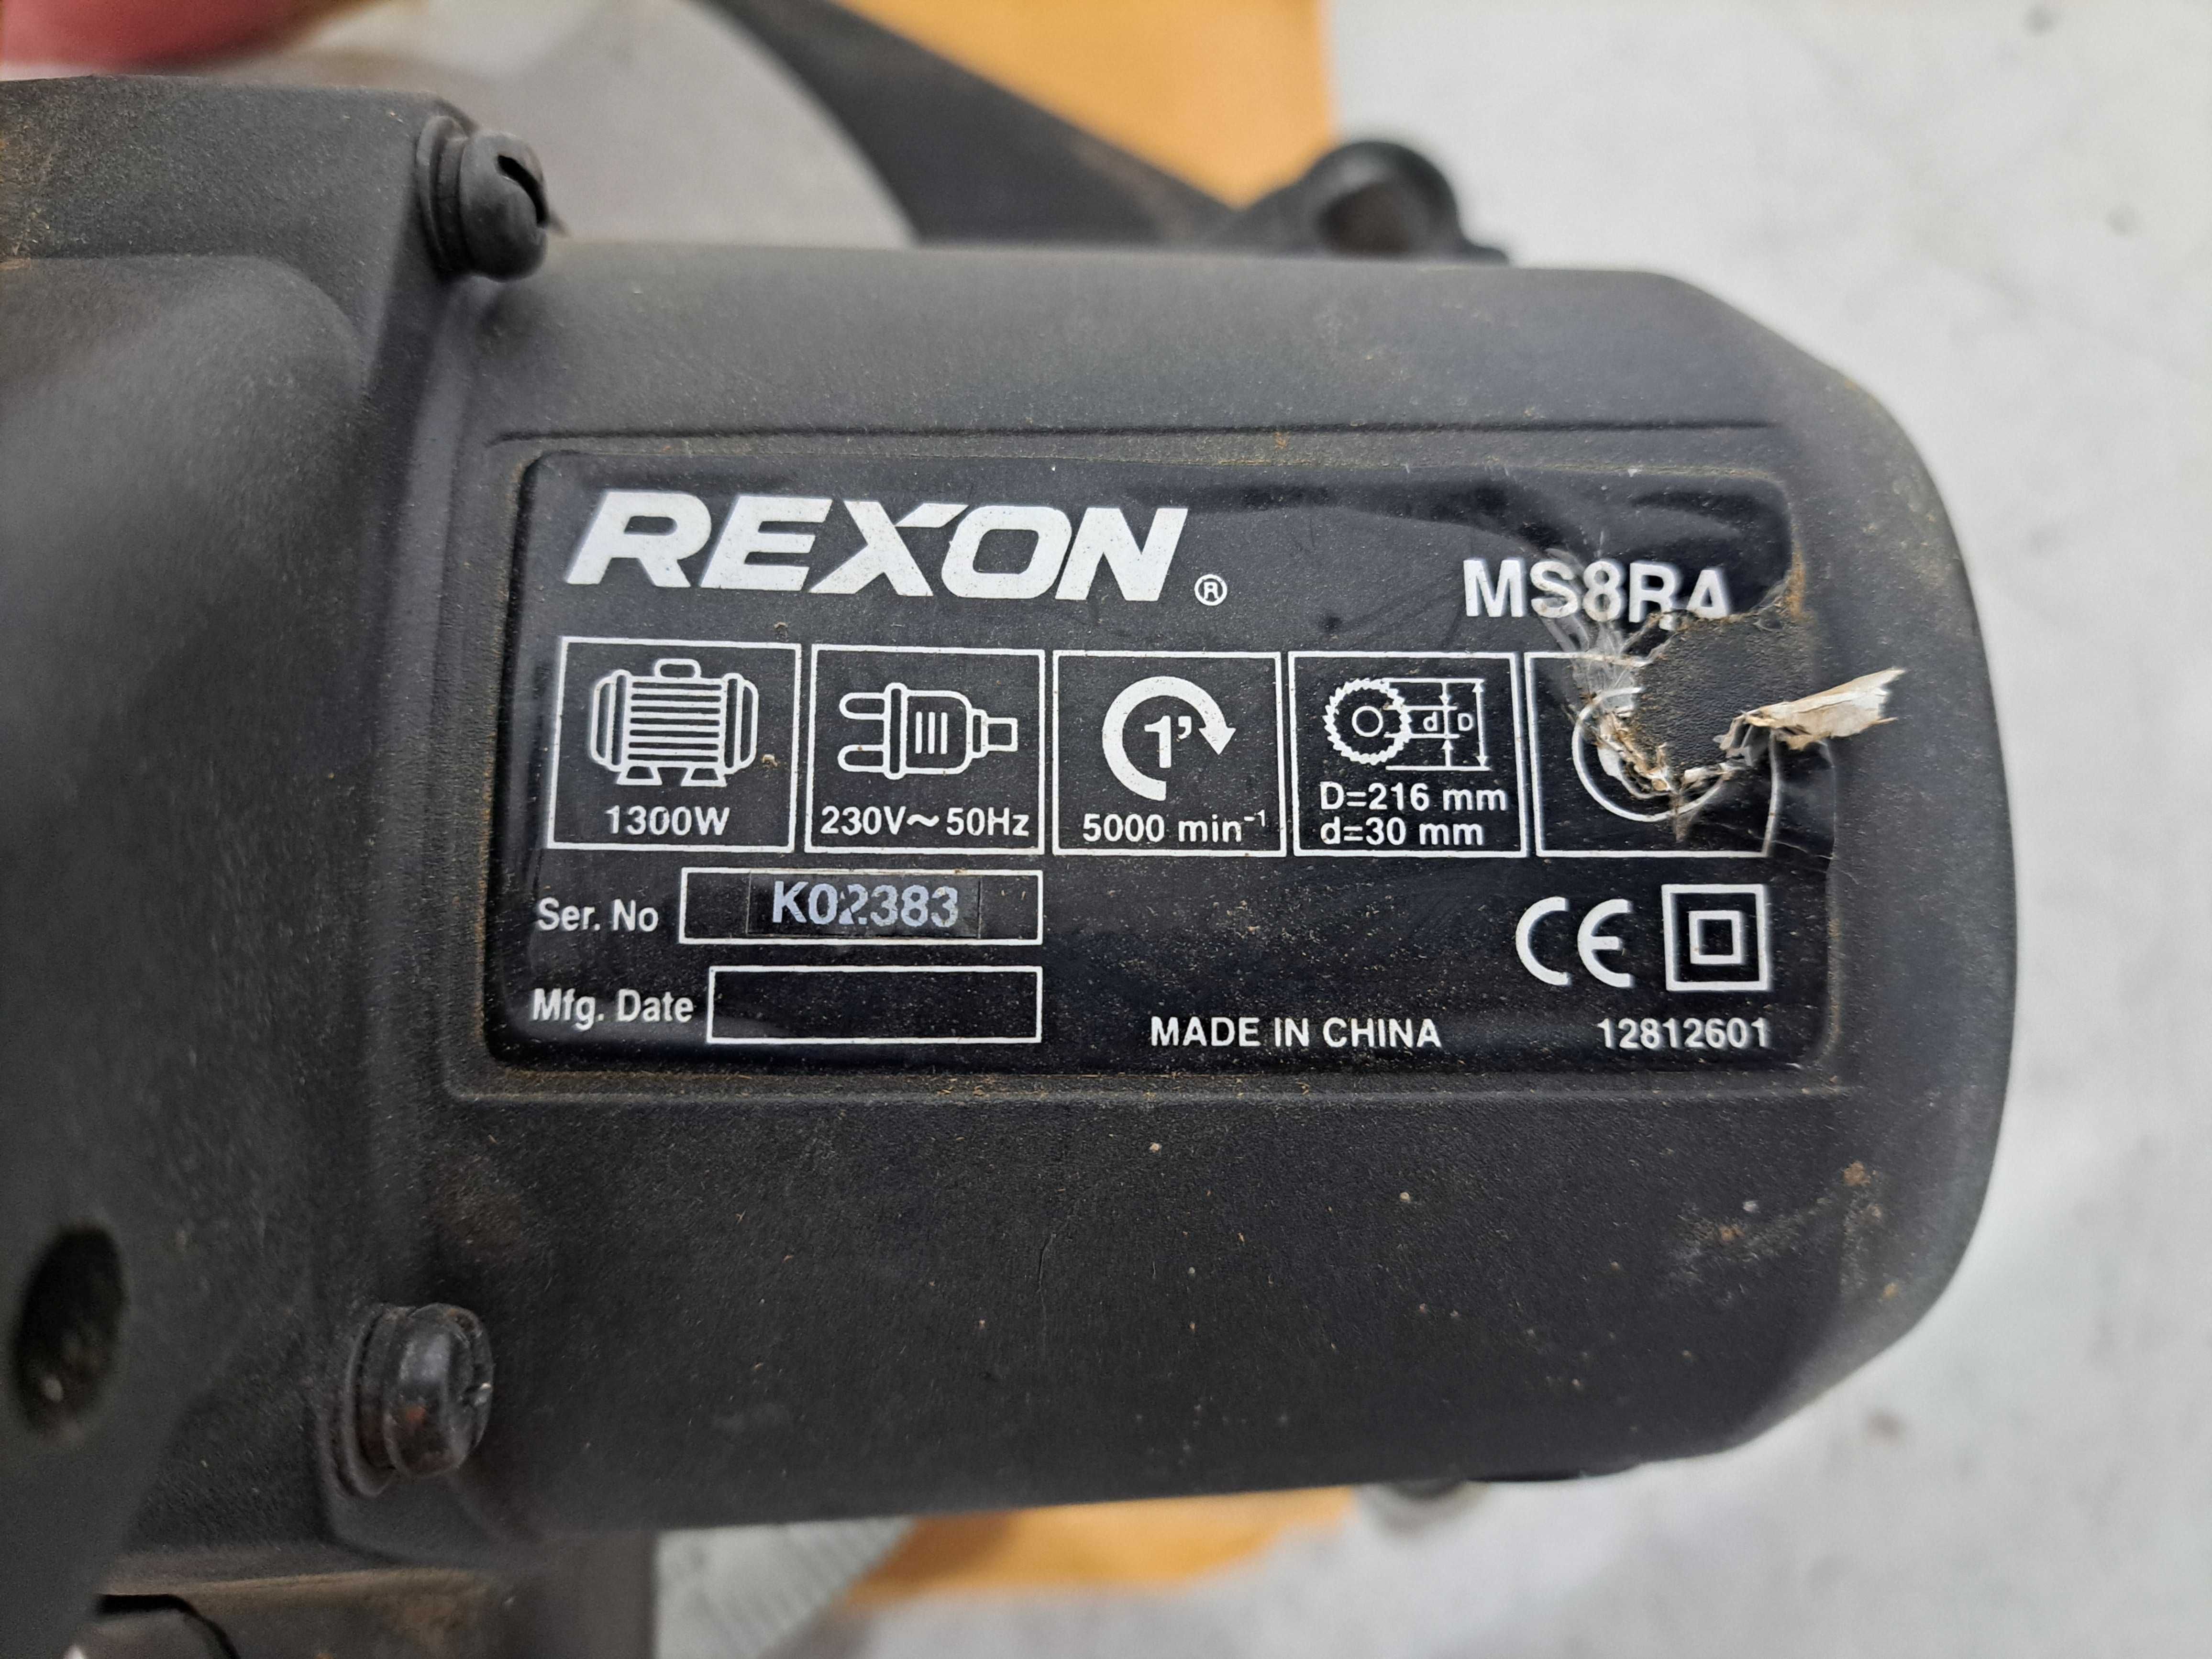 REXON ®
MS8RA
1'
d D
1300W
230V~50Hz
5000 min⁻¹
D=216 mm
d=30 mm
Ser. No K02383
Mfg. Date
CE
MADE IN CHINA
12812601